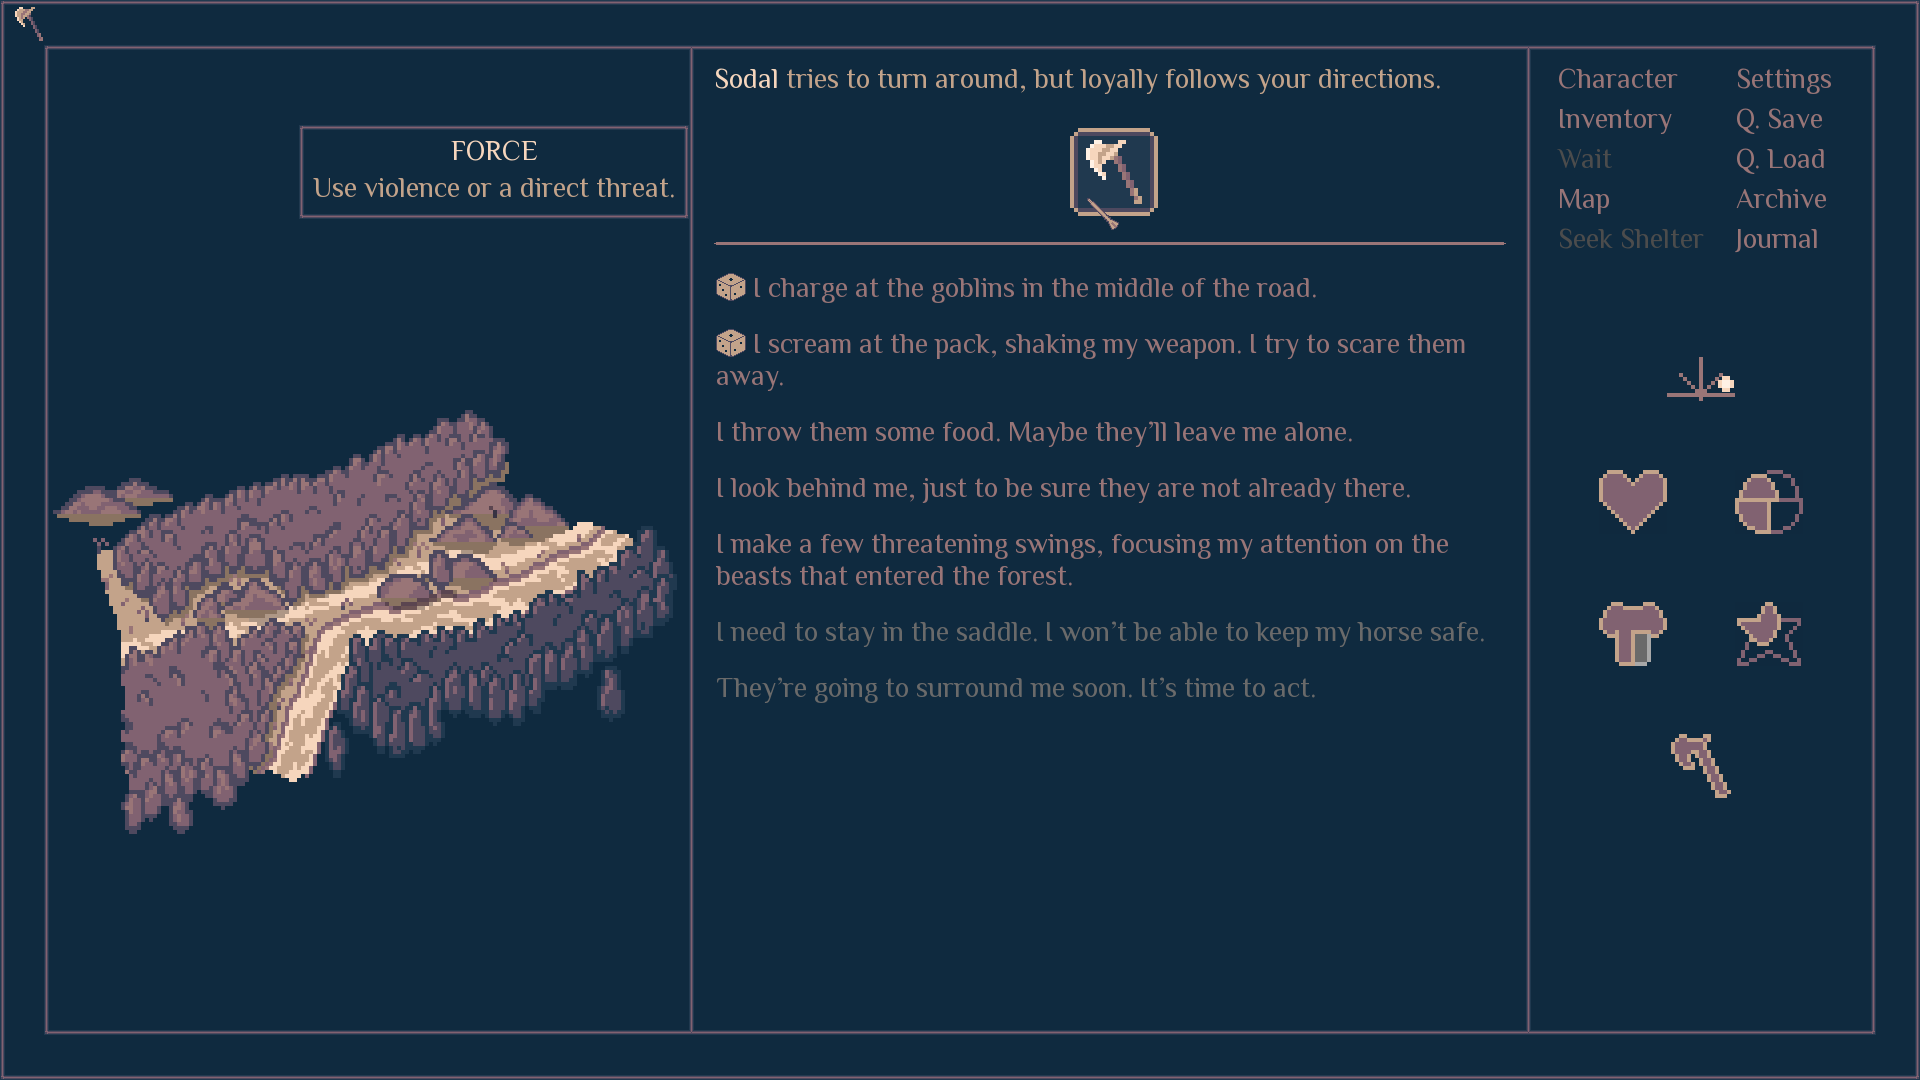 FORCE
Use violence or a direct threat.
Sodal tries to turn around, but loyally follows your directions.
I charge at the goblins in the middle of the road.
I scream at the pack, shaking my weapon. I try to scare them
away.
I throw them some food. Maybe they’ll leave me alone.
I look behind me, just to be sure they are not already there.
I make a few threatening swings, focusing my attention on the
beasts that entered the forest.
I need to stay in the saddle. I won’t be able to keep my horse safe.
They’re going to surround me soon. It’s time to act.
Character
Settings
Inventory
Q. Save
Wait
Q. Load
Map
Archive
Seek Shelter
Journal